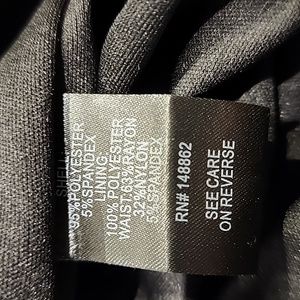 SHELL:
95%POLYESTER
5%SPANDEX
LINING:
100%POLYESTER
WAIST:63%RAYON
32%NYLON
5%SPANDEX
RN# 148862
SEE CARE
ON REVERSE